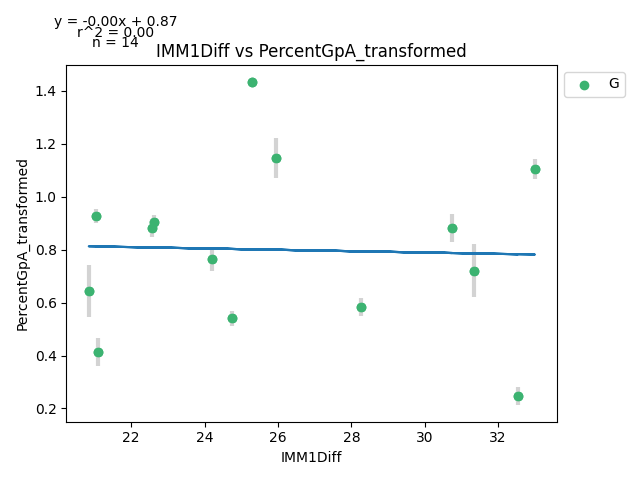 y = -0.00x + 0.87
r^2 = 0.00
n = 14
IMM1Diff vs PercentGpA_transformed
G
PercentGpA_transformed
1.4
1.2
1.0
0.8
0.6
0.4
0.2
22 24 26 28 30 32
IMM1Diff